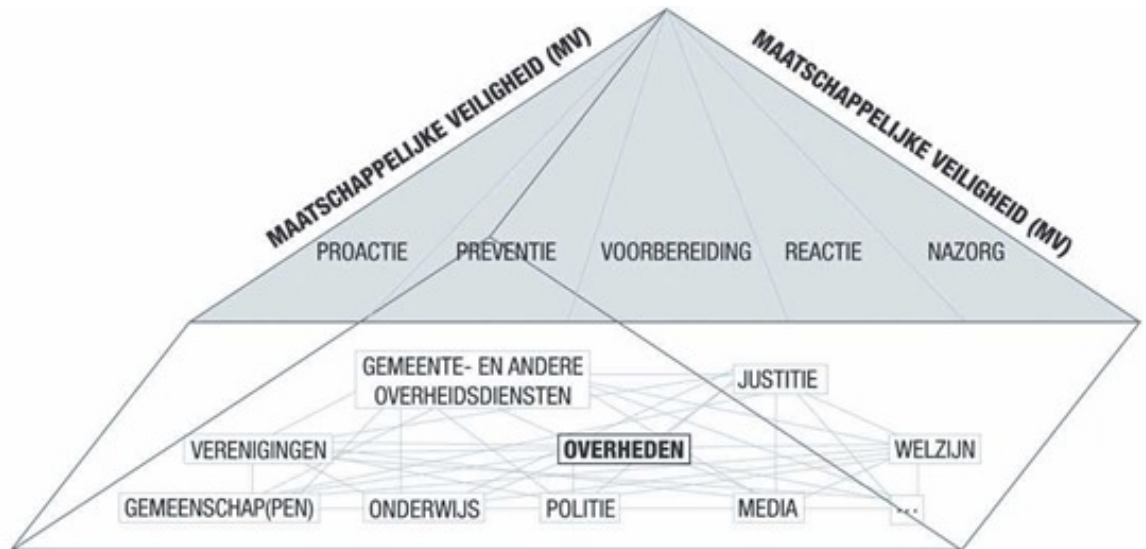 MAATSCHAPPELIJKE VEILIGHEID (MV)
MAATSCHAPPELIJKE VEILIGHEID (MV)
PROACTIE
PREVENTIE
VOORBEREIDING
REACTIE
NAZORG
GEMEENTE- EN ANDERE
OVERHEIDSDIENSTEN
JUSTITIE
VERENIGINGEN
OVERHEDEN
WELZIJN
GEMEENSCHAP(PEN)
ONDERWIJS
POLITIE
MEDIA
...